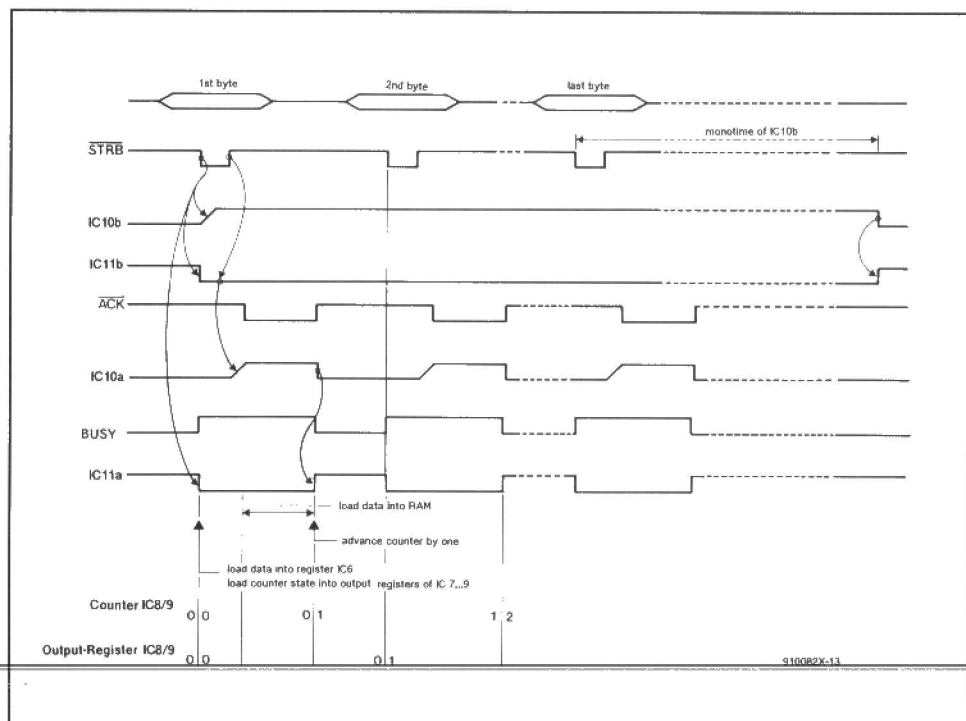 1st byte 2nd byte last byte
monotime of IC10b
STRB
IC10b
IC11b
ACK
IC10a
BUSY
IC11a
load data into RAM
advance counter by one
load data into register IC6
load counter state into output registers of IC 7...9
Counter IC8/9 0 0 0 1 1 2
Output-Register IC8/9 0 0 0 1
910082X-13